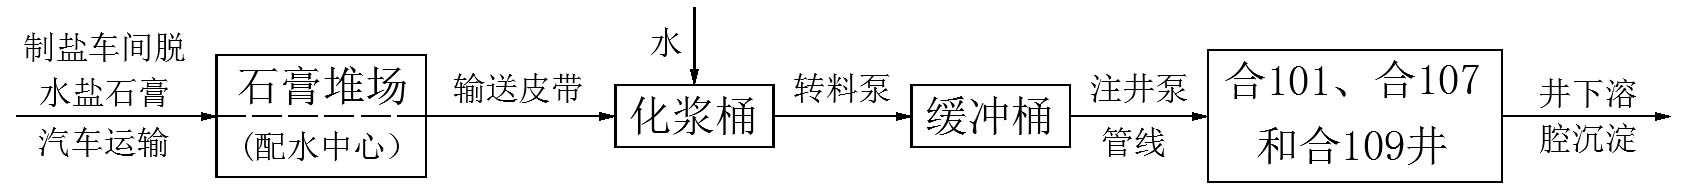 制盐车间脱
水盐石膏
汽车运输
石膏堆场
(配水中心)
输送皮带
水
化浆桶
转料泵
缓冲桶
注井泵
管线
合101、合107
和合109井
井下溶
腔沉淀